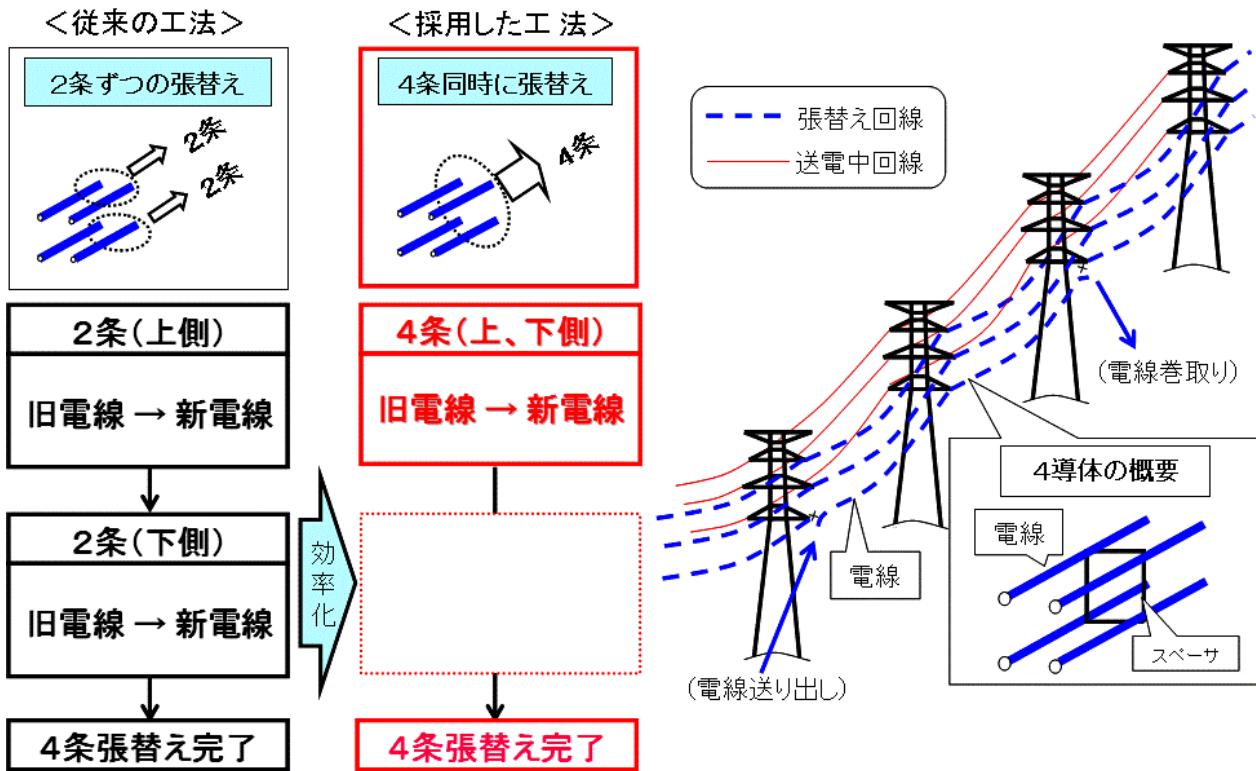 ＜従来の工法＞
2条ずつの張替え
2条
2条
2条(上側)
旧電線 → 新電線
2条(下側)
旧電線 → 新電線
4条張替え完了
効率化
＜採用した工 法＞
4条同時に張替え
4条
4条(上、下側)
旧電線 → 新電線
4条張替え完了
張替え回線
送電中回線
(電線巻取り)
4導体の概要
電線
スペーサ
電線
(電線送り出し)